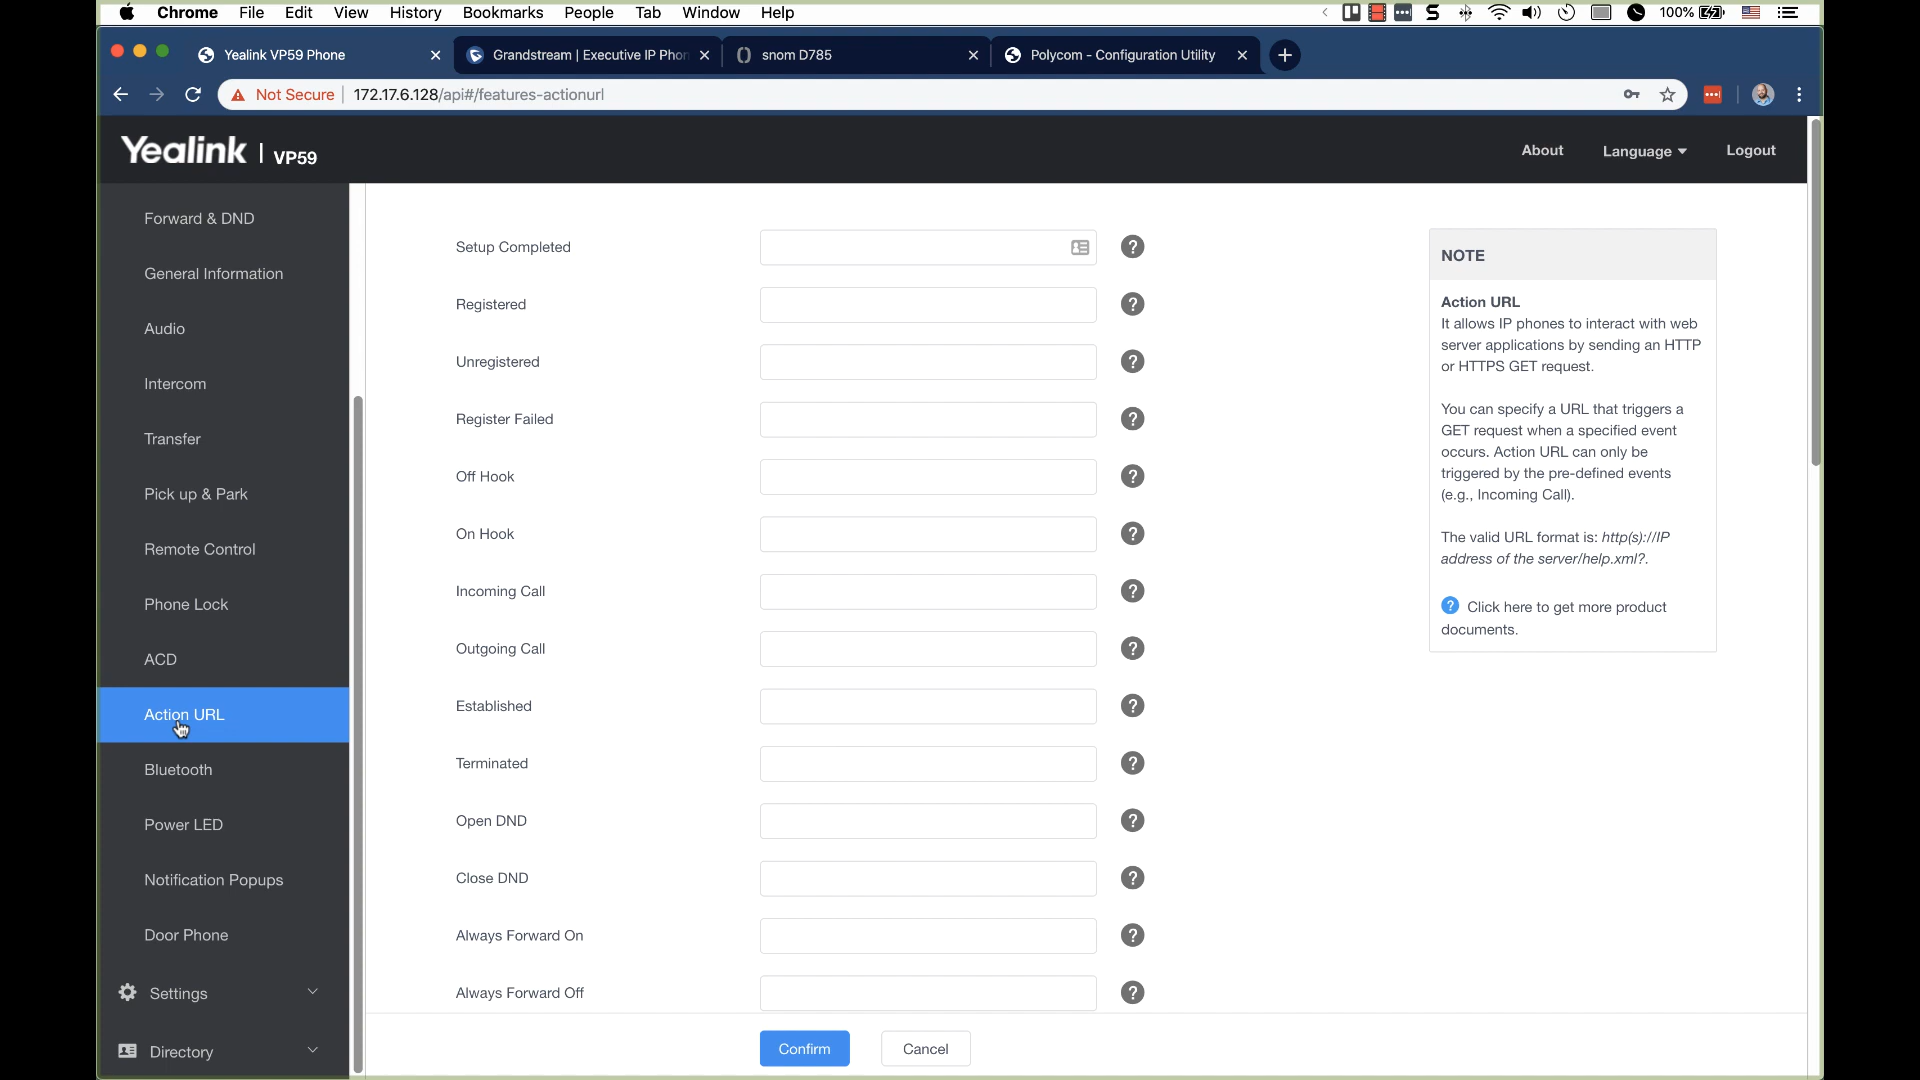 Chrome File Edit View History Bookmarks People Tab Window Help 100%
Yealink VP59 Phone
Grandstream | Executive IP Phon
snom D785
Polycom - Configuration Utility
Not Secure 172.17.6.128/api#/features-actionurl
Yealink | VP59
About Language Logout
Forward & DND
General Information
Audio
Intercom
Transfer
Pick up & Park
Remote Control
Phone Lock
ACD
Action URL
Bluetooth
Power LED
Notification Popups
Door Phone
Settings
Directory
Setup Completed ?
Registered ?
Unregistered ?
Register Failed ?
Off Hook ?
On Hook ?
Incoming Call ?
Outgoing Call ?
Established ?
Terminated ?
Open DND ?
Close DND ?
Always Forward On ?
Always Forward Off ?
Confirm Cancel
NOTE
Action URL
It allows IP phones to interact with web
server applications by sending an HTTP
or HTTPS GET request.
You can specify a URL that triggers a
GET request when a specified event
occurs. Action URL can only be
triggered by the pre-defined events
(e.g., Incoming Call).
The valid URL format is: http(s)://IP
address of the server/help.xml?.
? Click here to get more product
documents.